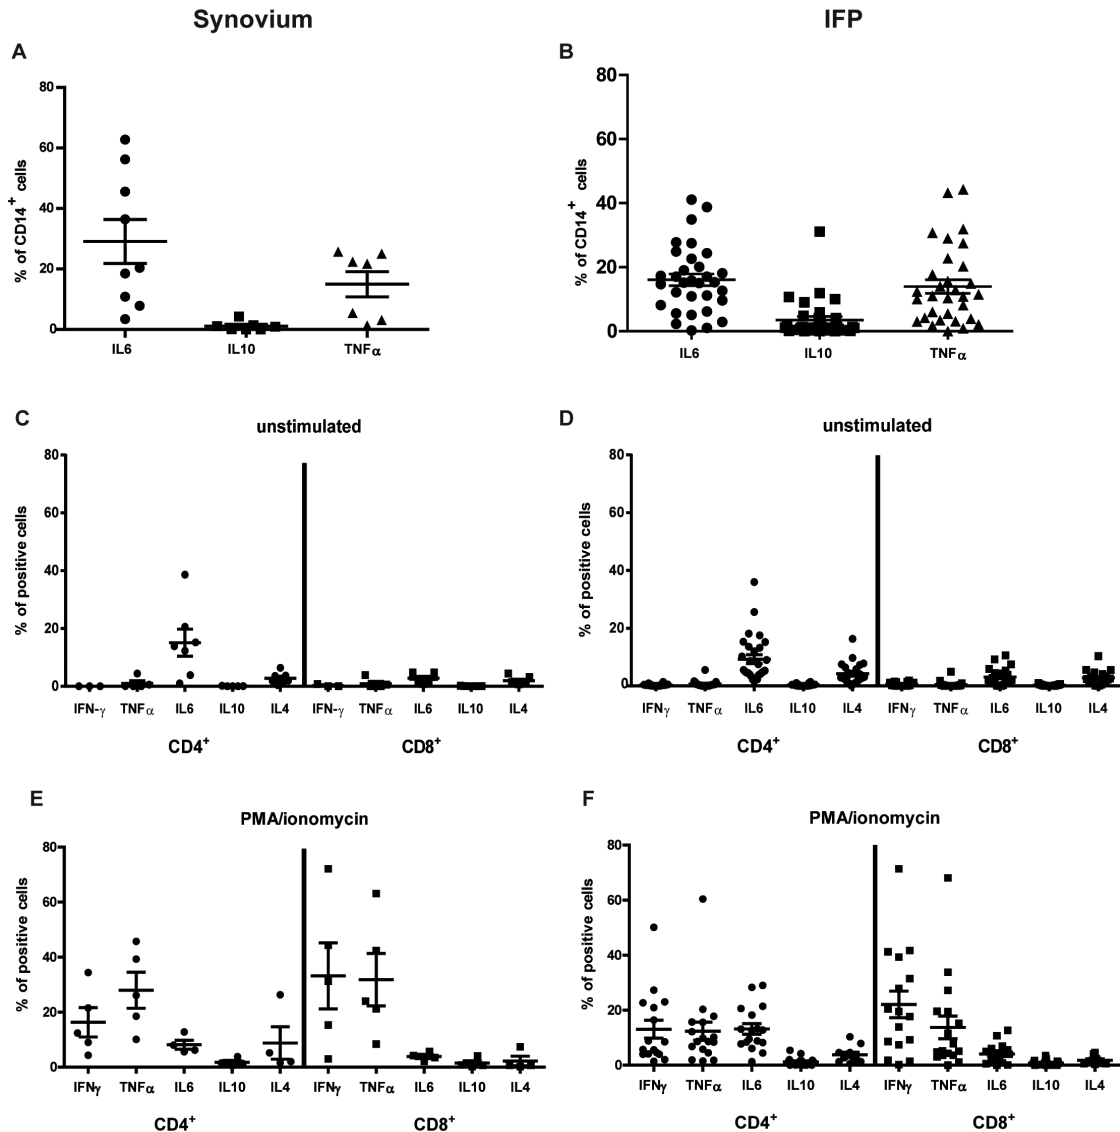 Synovium
IFP
A
% of CD14+ cells
80
60
40
20
0
IL6 IL10 TNFα
B
% of CD14+ cells
80
60
40
20
0
IL6 IL10 TNFα
C
unstimulated
% of positive cells
80
60
40
20
0
IFN-γ TNFα IL6 IL10 IL4 IFN-γ TNFα IL6 IL10 IL4
CD4+ CD8+
D
unstimulated
% of positive cells
80
60
40
20
0
IFNγ TNFα IL6 IL10 IL4 IFNγ TNFα IL6 IL10 IL4
CD4+ CD8+
E
PMA/ionomycin
% of positive cells
80
60
40
20
0
IFNγ TNFα IL6 IL10 IL4 IFNγ TNFα IL6 IL10 IL4
CD4+ CD8+
F
PMA/ionomycin
% of positive cells
80
60
40
20
0
IFNγ TNFα IL6 IL10 IL4 IFNγ TNFα IL6 IL10 IL4
CD4+ CD8+